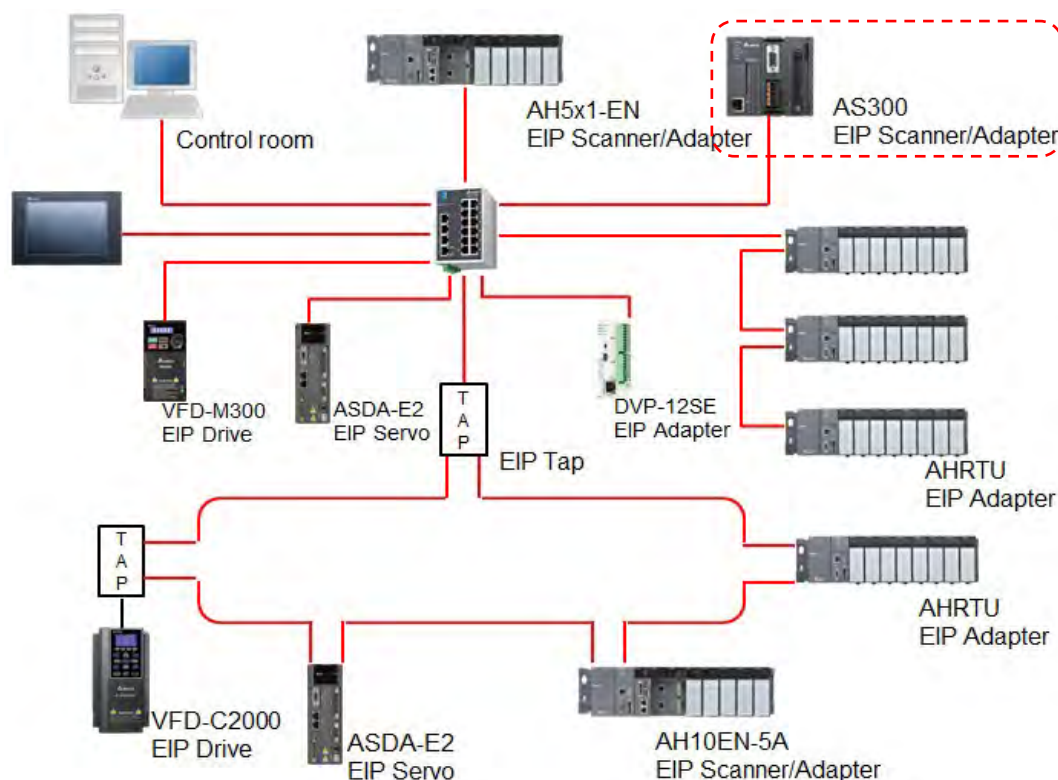 AH5x1-EN
EIP Scanner/Adapter
AS300
EIP Scanner/Adapter
Control room
VFD-M300
EIP Drive
ASDA-E2
EIP Servo
T
A
P
EIP Tap
DVP-12SE
EIP Adapter
AHRTU
EIP Adapter
T
A
P
AHRTU
EIP Adapter
VFD-C2000
EIP Drive
ASDA-E2
EIP Servo
AH10EN-5A
EIP Scanner/Adapter